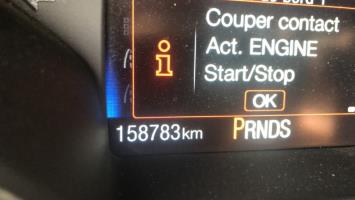 Couper contact
Act. ENGINE
Start/Stop
OK
158783km PRNDS